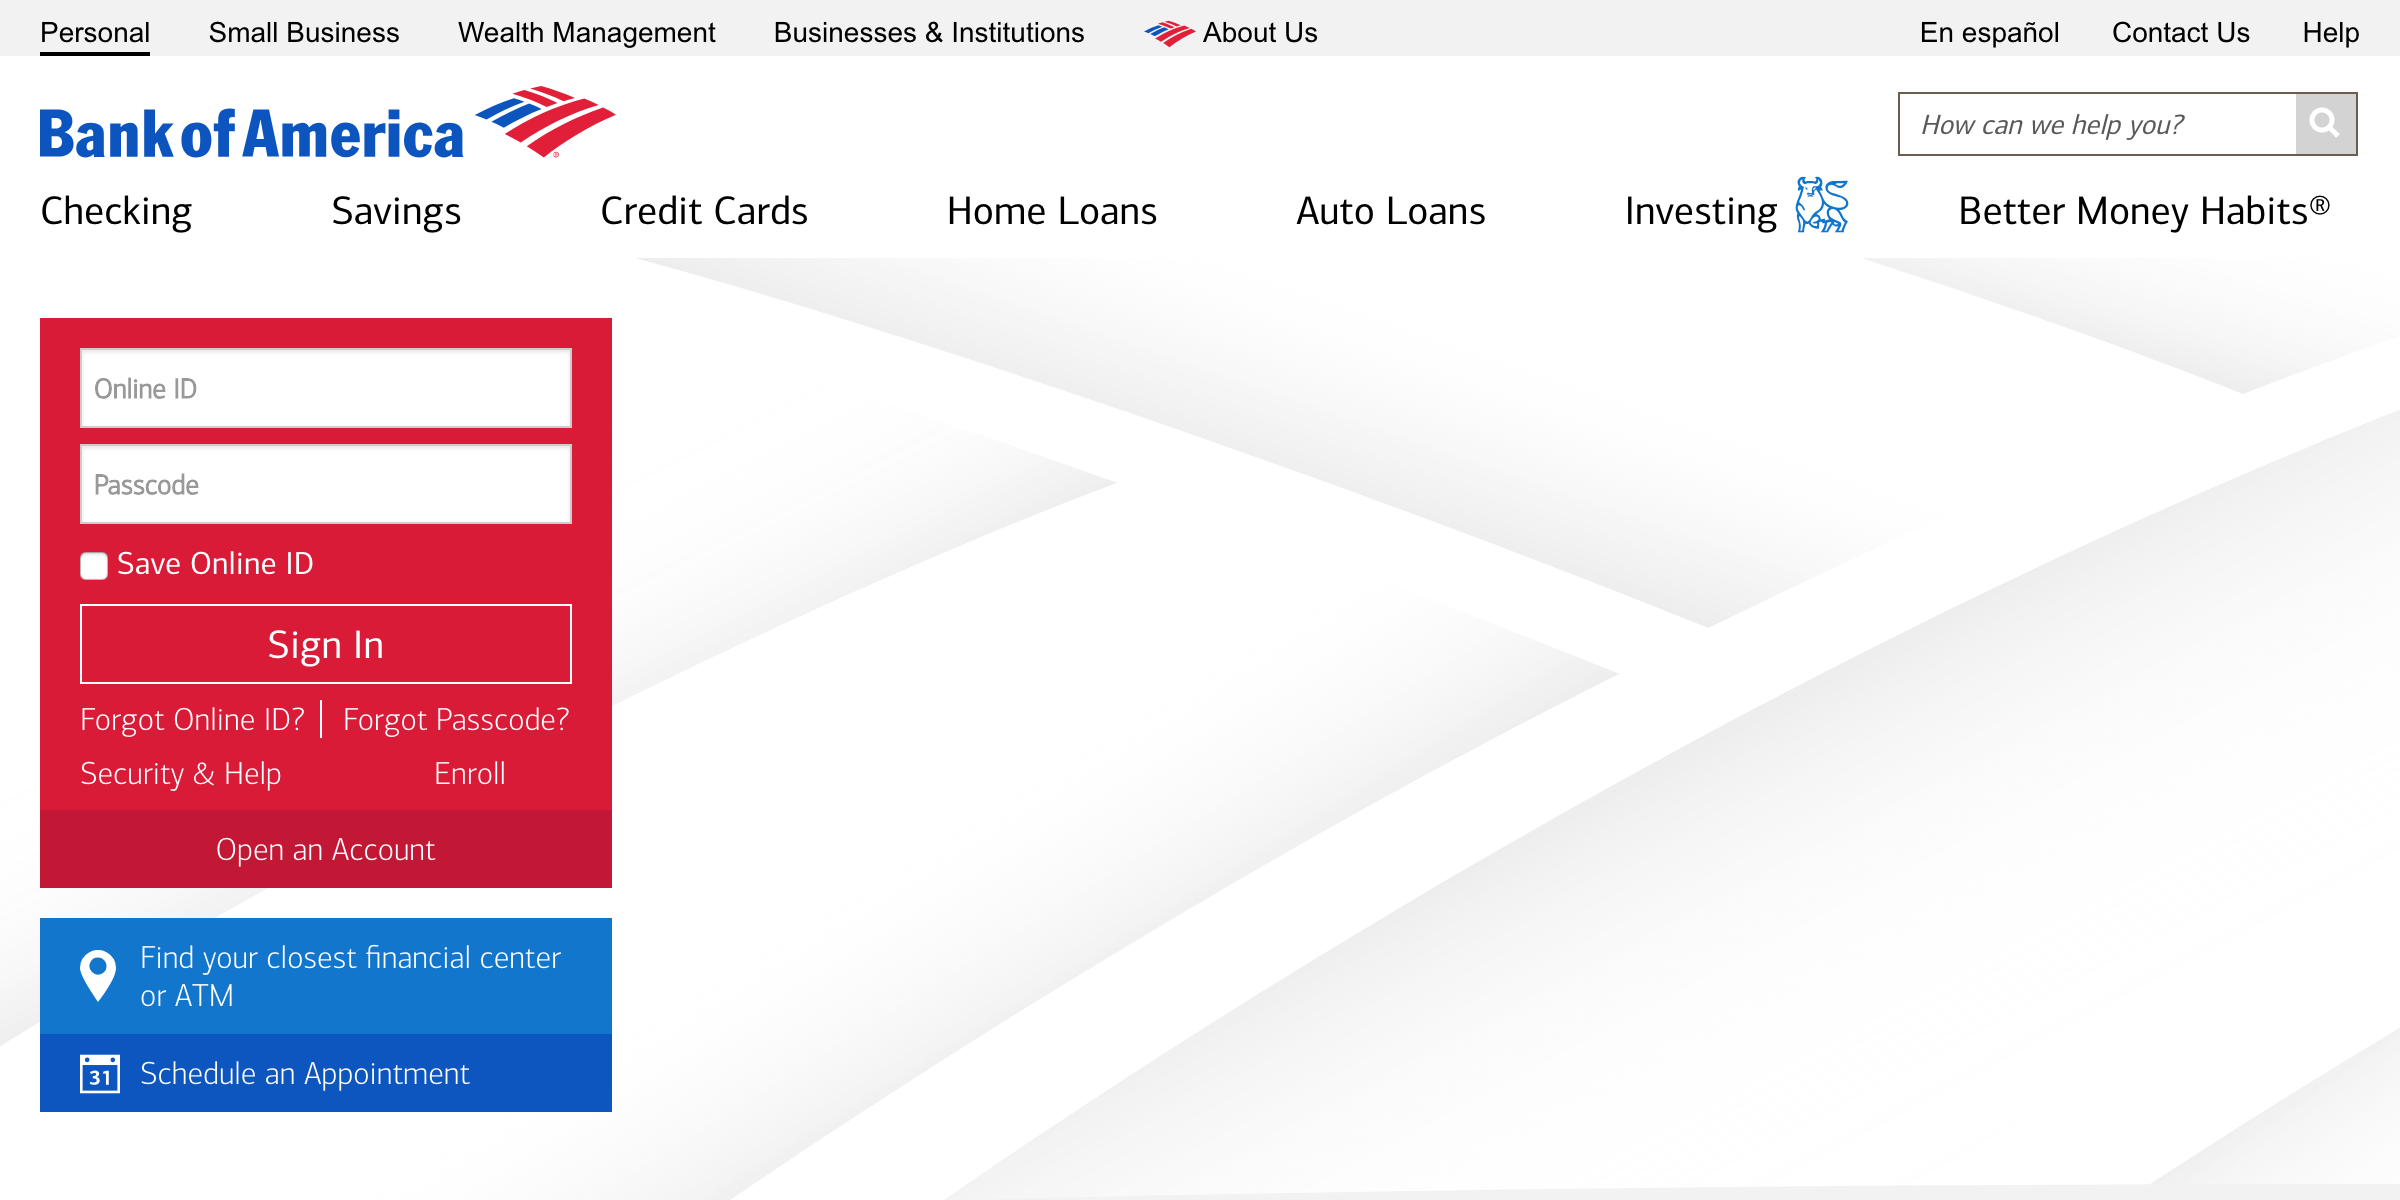 Personal Small Business Wealth Management Businesses & Institutions About Us En español Contact Us Help
Bank of America
How can we help you?
Checking Savings Credit Cards Home Loans Auto Loans Investing Better Money Habits®
Online ID
Passcode
Save Online ID
Sign In
Forgot Online ID? Forgot Passcode?
Security & Help Enroll
Open an Account
Find your closest financial center
or ATM
31 Schedule an Appointment